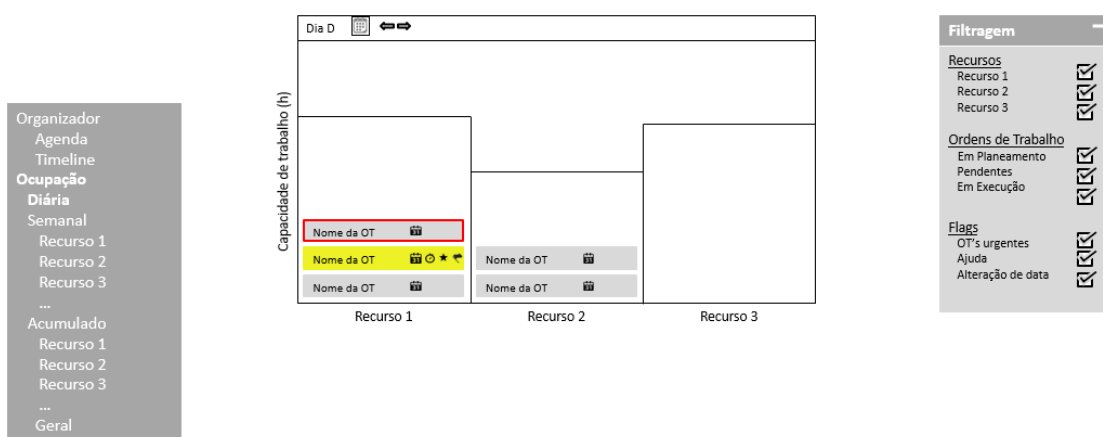 Organizador
Agenda
Timeline
Ocupação
Diária
Semanal
Recurso 1
Recurso 2
Recurso 3
...
Acumulado
Recurso 1
Recurso 2
Recurso 3
...
Geral
Dia D
Capacidade de trabalho (h)
Nome da OT
Nome da OT
Nome da OT
Nome da OT
Nome da OT
Recurso 1
Recurso 2
Recurso 3
Filtragem
Recursos
Recurso 1
Recurso 2
Recurso 3
Ordens de Trabalho
Em Planeamento
Pendentes
Em Execução
Flags
OT's urgentes
Ajuda
Alteração de data